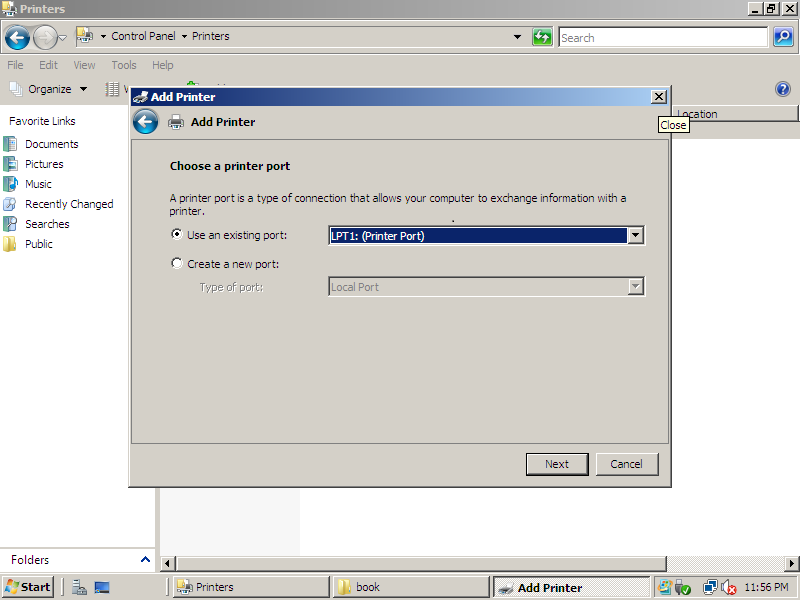 Printers
Control Panel
Printers
Search
File Edit View Tools Help
Organize
Add Printer
Location
Close
Favorite Links
Documents
Pictures
Music
Recently Changed
Searches
Public
Add Printer
Choose a printer port
A printer port is a type of connection that allows your computer to exchange information with a
printer.
Use an existing port:
LPT1: (Printer Port)
Create a new port:
Type of port:
Local Port
Next
Cancel
Folders
Start
Printers
book
Add Printer
11:56 PM